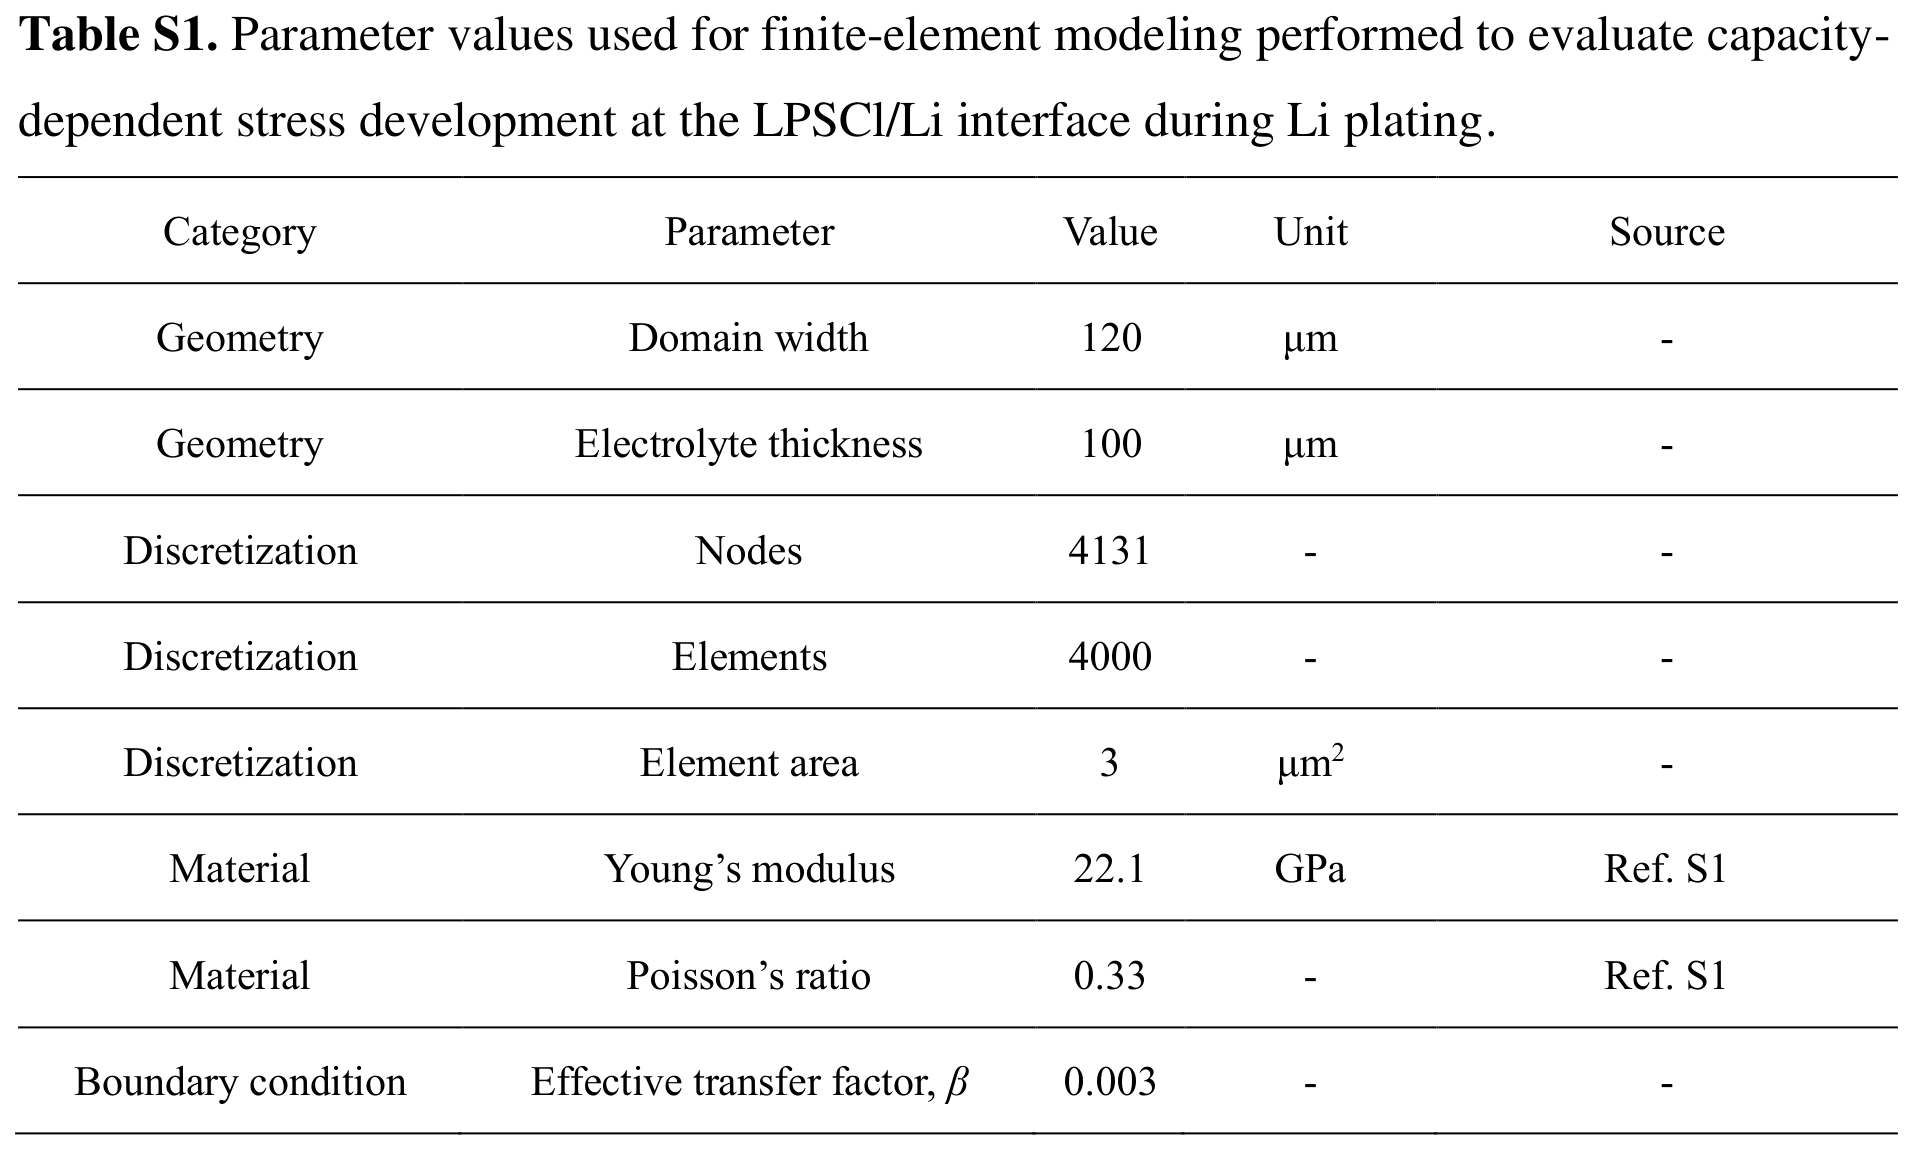 Table S1. Parameter values used for finite-element modeling performed to evaluate capacity-
dependent stress development at the LPSCl/Li interface during Li plating.
Category Parameter Value Unit Source
Geometry Domain width 120 μm -
Geometry Electrolyte thickness 100 μm -
Discretization Nodes 4131 - -
Discretization Elements 4000 - -
Discretization Element area 3 μm² -
Material Young’s modulus 22.1 GPa Ref. S1
Material Poisson’s ratio 0.33 - Ref. S1
Boundary condition Effective transfer factor, β 0.003 - -